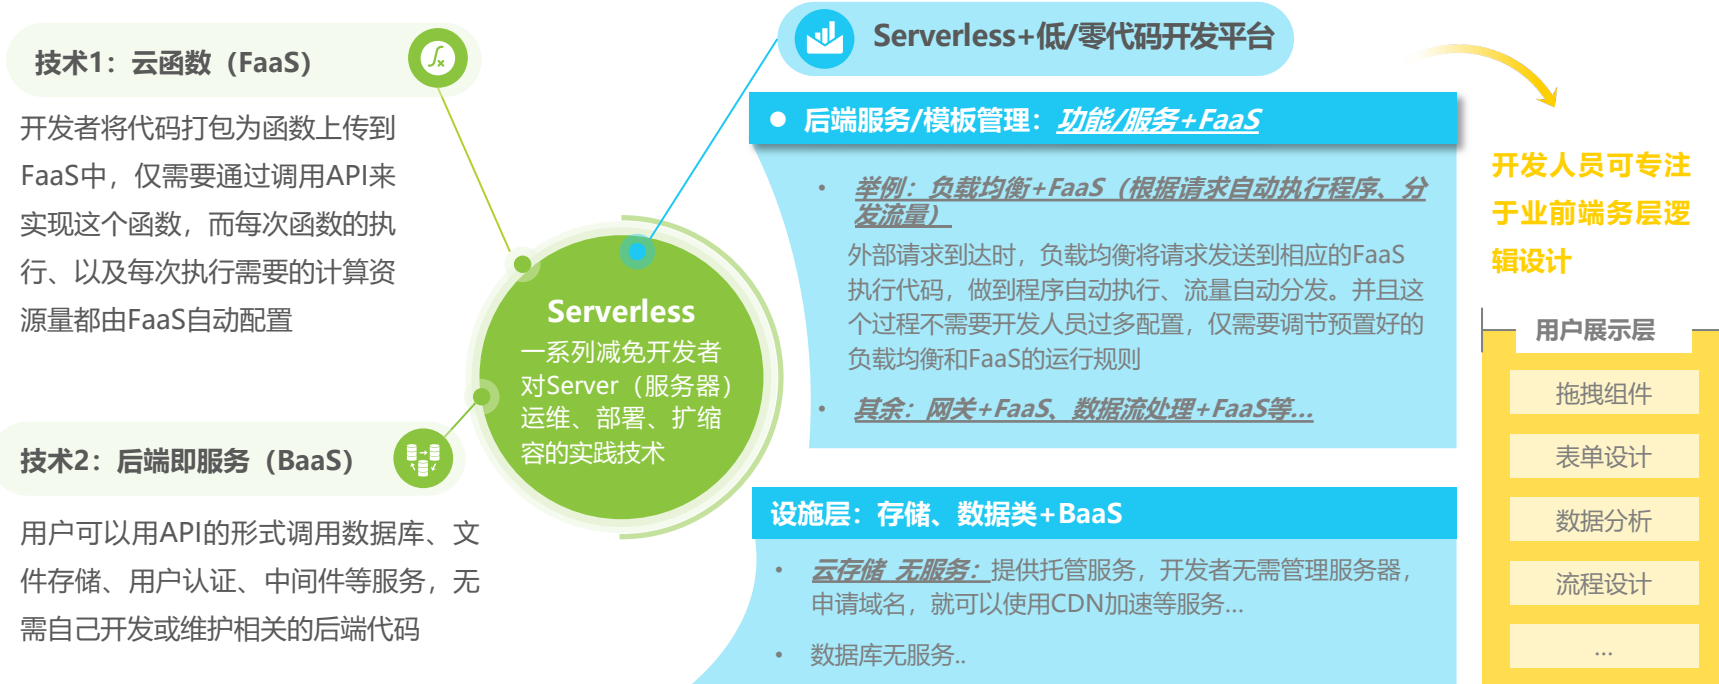 技术1：云函数（FaaS）
开发者将代码打包为函数上传到
FaaS中，仅需要通过调用API来
实现这个函数，而每次函数的执
行、以及每次执行需要的计算资
源量都由FaaS自动配置
技术2：后端即服务（BaaS）
用户可以用API的形式调用数据库、文
件存储、用户认证、中间件等服务，无
需自己开发或维护相关的后端代码
Serverless
一系列减免开发者
对Server（服务器）
运维、部署、扩缩
容的实践技术
Serverless+低/零代码开发平台
● 后端服务/模板管理：功能/服务+FaaS
• 举例：负载均衡+FaaS（根据请求自动执行程序、分
发流量）
外部请求到达时，负载均衡将请求发送到相应的FaaS
执行代码，做到程序自动执行、流量自动分发。并且这
个过程不需要开发人员过多配置，仅需要调节预置好的
负载均衡和FaaS的运行规则
• 其余：网关+FaaS、数据流处理+FaaS等...
设施层：存储、数据类+BaaS
• 云存储 无服务：提供托管服务，开发者无需管理服务器，
申请域名，就可以使用CDN加速等服务...
• 数据库无服务..
开发人员可专注
于业前端务层逻
辑设计
用户展示层
拖拽组件
表单设计
数据分析
流程设计
...